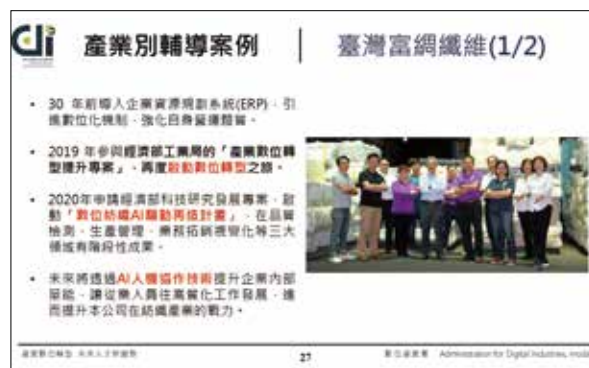 產業別輔導案例
臺灣富綢纖維(1/2)
• 30 年前導入企業資源規劃系統(ERP)，引
進數位化機制，強化自身營運體質。
• 2019 年參與經濟部工業局的「產業數位轉
型提升專案」，再度啟動數位轉型之旅。
• 2020年申請經濟部科技研究發展專案，啟
動「數位紡織AI驅動再造計畫」，在品質
檢測、生產管理、業務拓銷視覺化等三大
領域有階段性成果。
• 未來將透過AI人機協作技術提升企業內部
單能，讓從業人員往高質化工作發展，進
而提升本公司在紡織產業的戰力。
27
數位產業署 Administration for Digital Industries, moda